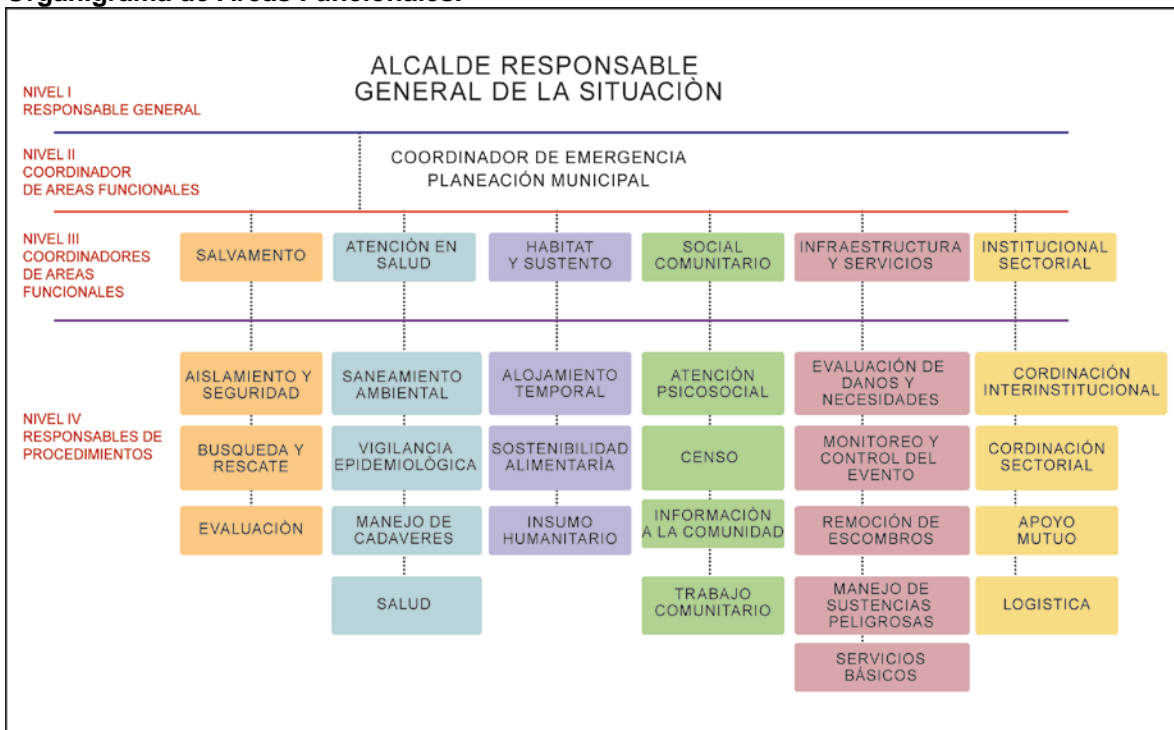 Organigrama de Areas Funcionales.
ALCALDE RESPONSABLE
GENERAL DE LA SITUACIÒN
NIVEL I
RESPONSABLE GENERAL
NIVEL II
COORDINADOR
DE AREAS FUNCIONALES
COORDINADOR DE EMERGENCIA
PLANEACIÓN MUNICIPAL
NIVEL III
COORDINADORES
DE AREAS
FUNCIONALES
SALVAMENTO
ATENCIÒN EN
SALUD
HABITAT
Y SUSTENTO
SOCIAL
COMUNITARIO
INFRAESTRUCTURA
Y SERVICIOS
INSTITUCIONAL
SECTORIAL
NIVEL IV
RESPONSABLES DE
PROCEDIMIENTOS
AISLAMIENTO Y
SEGURIDAD
BUSQUEDA Y
RESCATE
EVALUACIÒN
SANEAMIENTO
AMBIENTAL
VIGILANCIA
EPIDEMIOLÒGICA
MANEJO DE
CADAVERES
SALUD
ALOJAMIENTO
TEMPORAL
SOSTENIBILIDAD
ALIMENTARÌA
INSUMO
HUMANITARIO
ATENCIÒN
PSICOSOCIAL
CENSO
INFORMACIÒN
A LA COMUNIDAD
TRABAJO
COMUNITARIO
EVALUACIÓN DE
DANOS Y
NECESIDADES
MONITOREO Y
CONTROL DEL
EVENTO
REMOCIÓN DE
ESCOMBROS
MANEJO DE
SUSTENCIAS
PELIGROSAS
SERVICIOS
BÁSICOS
CORDINACIÓN
INTERINSTITUCIONAL
CORDINACIÓN
SECTORIAL
APOYO
MUTUO
LOGISTICA